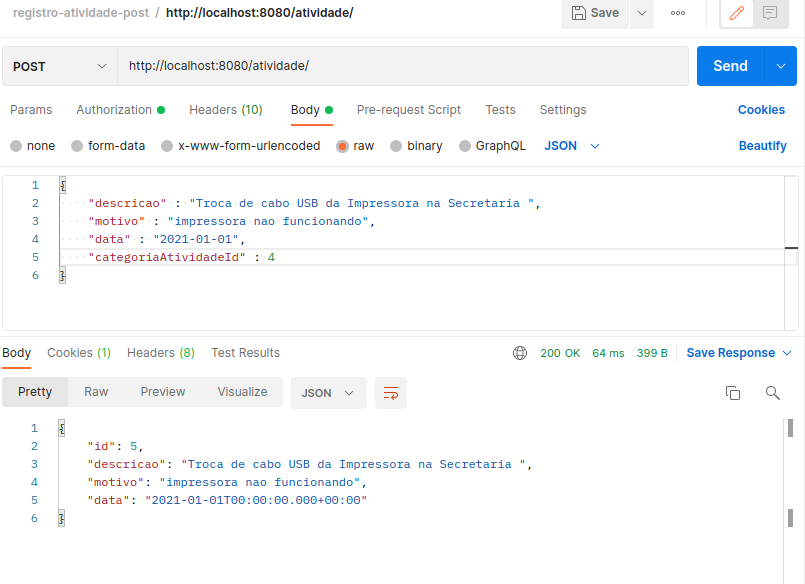 registro-atividade-post / http://localhost:8080/atividade/ Save
POST http://localhost:8080/atividade/ Send
Params Authorization Headers (10) Body Pre-request Script Tests Settings Cookies
none form-data x-www-form-urlencoded raw binary GraphQL JSON Beautify
1 {
2 "descricao" : "Troca de cabo USB da Impressora na Secretaria ",
3 "motivo" : "impressora nao funcionando",
4 "data" : "2021-01-01",
5 "categoriaAtividadeId" : 4
6 }
Body Cookies (1) Headers (8) Test Results 200 OK 64 ms 399 B Save Response
Pretty Raw Preview Visualize JSON
1 {
2 "id": 5,
3 "descricao": "Troca de cabo USB da Impressora na Secretaria ",
4 "motivo": "impressora nao funcionando",
5 "data": "2021-01-01T00:00:00.000+00:00"
6 }